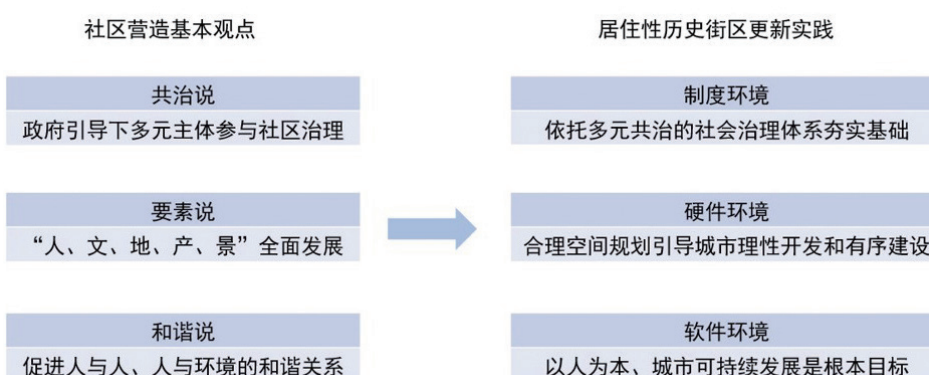 社区营造基本观点
居住性历史街区更新实践
共治说
政府引导下多元主体参与社区治理
制度环境
依托多元共治的社会治理体系夯实基础
要素说
“人、文、地、产、景”全面发展
硬件环境
合理空间规划引导城市理性开发和有序建设
和谐说
促进人与人、人与环境的和谐关系
软件环境
以人为本、城市可持续发展是根本目标